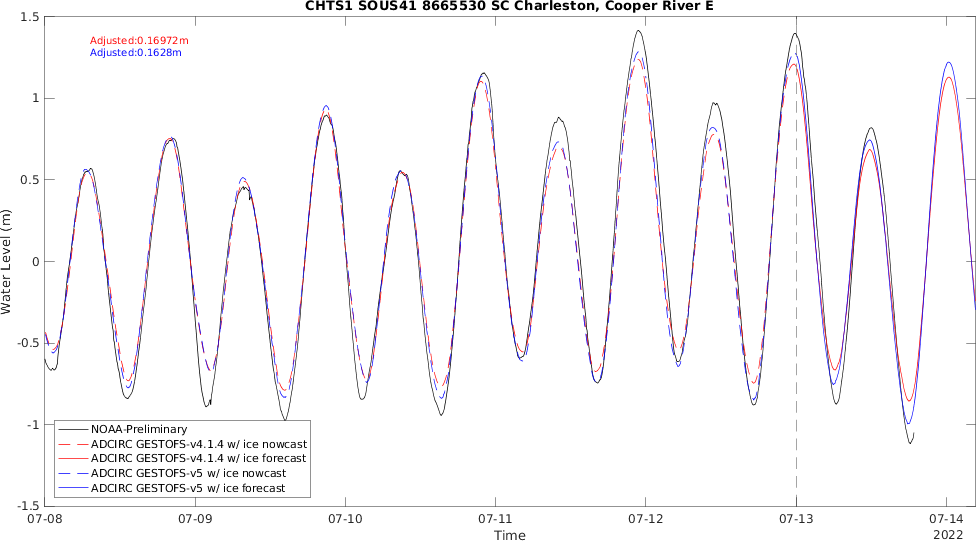 CHTS1 SOUS41 8665530 SC Charleston, Cooper River E
Adjusted:0.16972m
Adjusted:0.1628m
Water Level (m)
1.5
1
0.5
0
-0.5
-1
-1.5
NOAA-Preliminary
ADCIRC GESTOFS-v4.1.4 w/ ice nowcast
ADCIRC GESTOFS-v4.1.4 w/ ice forecast
ADCIRC GESTOFS-v5 w/ ice nowcast
ADCIRC GESTOFS-v5 w/ ice forecast
07-08 07-09 07-10 07-11 07-12 07-13 07-14
Time
2022